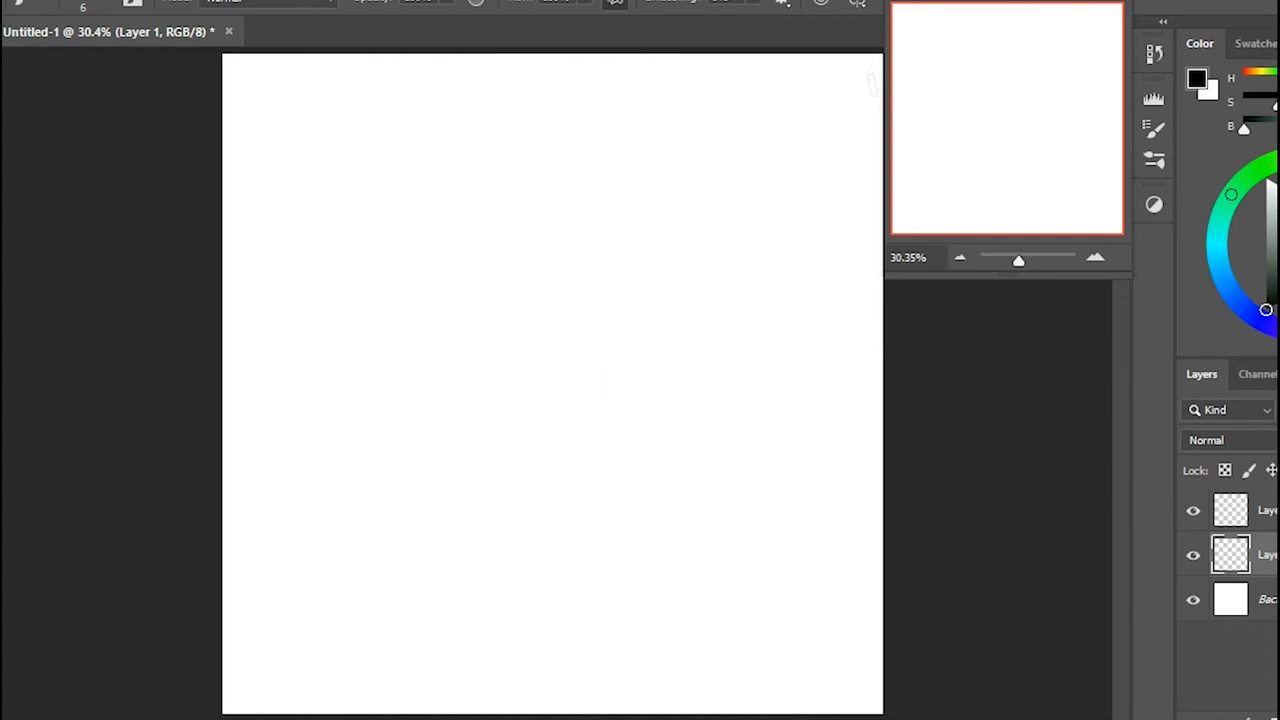 6
Untitled-1 @ 30.4% (Layer 1, RGB/8) *
Color
Swatche
H
S
B
30.35%
Layers
Channel
Kind
Normal
Lock:
Laye
Laye
Bac